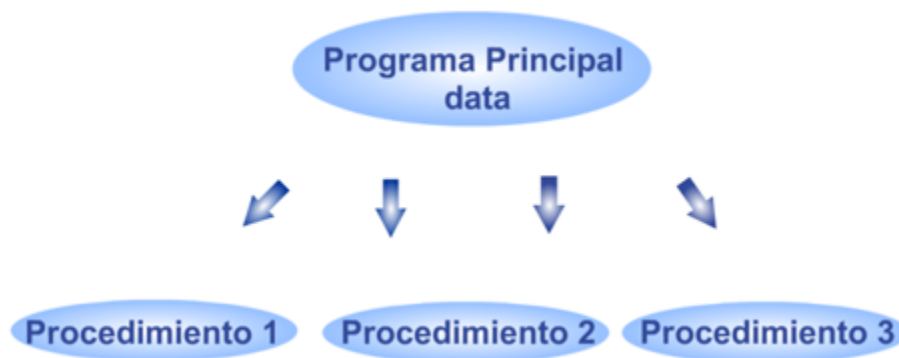 Programa Principal
data
Procedimiento 1
Procedimiento 2
Procedimiento 3